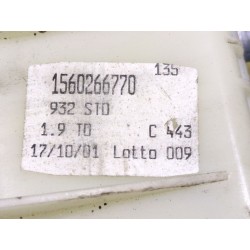 135
1560266770
932 STD
1.9 TD C 443
17/10/01 Lotto 009